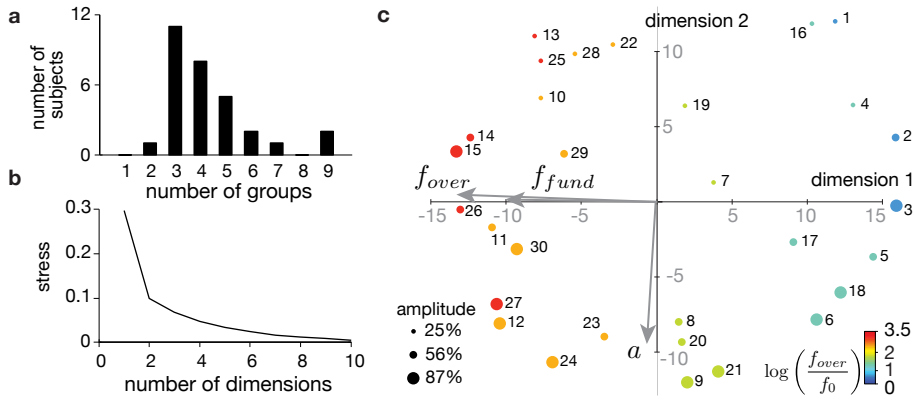 a
number of
subjects
12
6
0
1 2 3 4 5 6 7 8 9
number of groups
b
stress
0.3
0.2
0.1
0
0 2 4 6 8 10
number of dimensions
c
dimension 2
dimension 1
10
5
-5
-10
-15 -10 -5 5 10 15
f_over
f_fund
a
1
2
3
4
5
6
7
8
9
10
11
12
13
14
15
16
17
18
19
20
21
22
23
24
25
26
27
28
29
30
amplitude
25%
56%
87%
log (f_over / f_0)
3.5
2
1
0